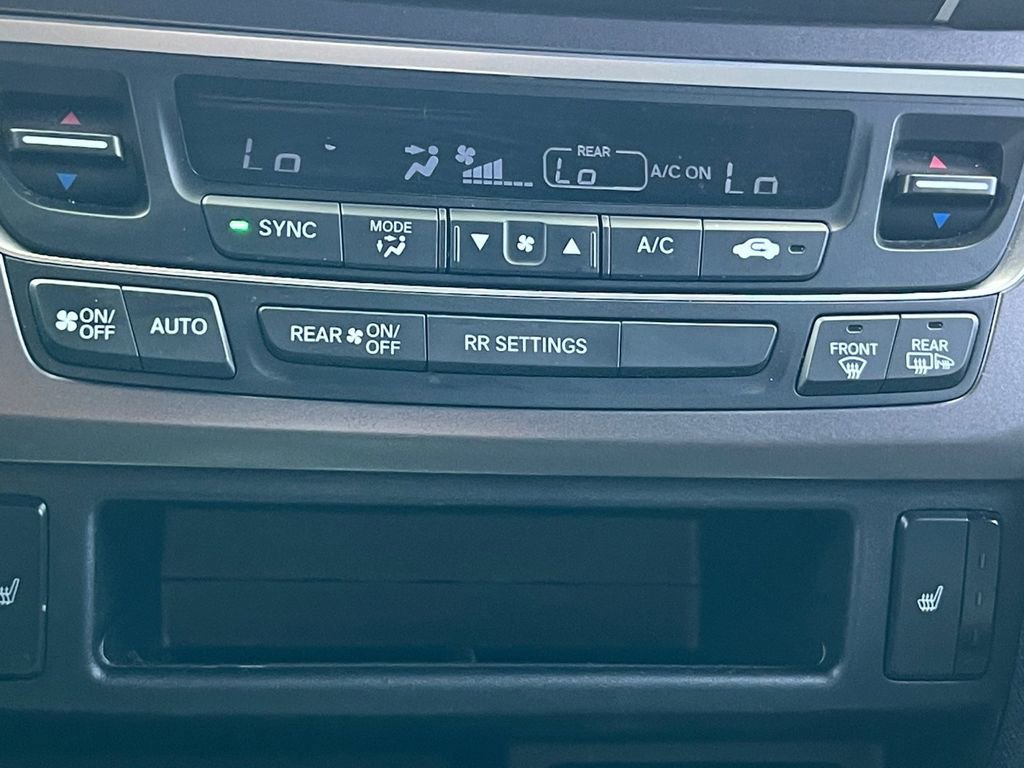 Lo
REAR
Lo
A/C ON
Lo
SYNC
MODE
A/C
ON/
OFF
AUTO
REAR
ON/
OFF
RR SETTINGS
FRONT
REAR